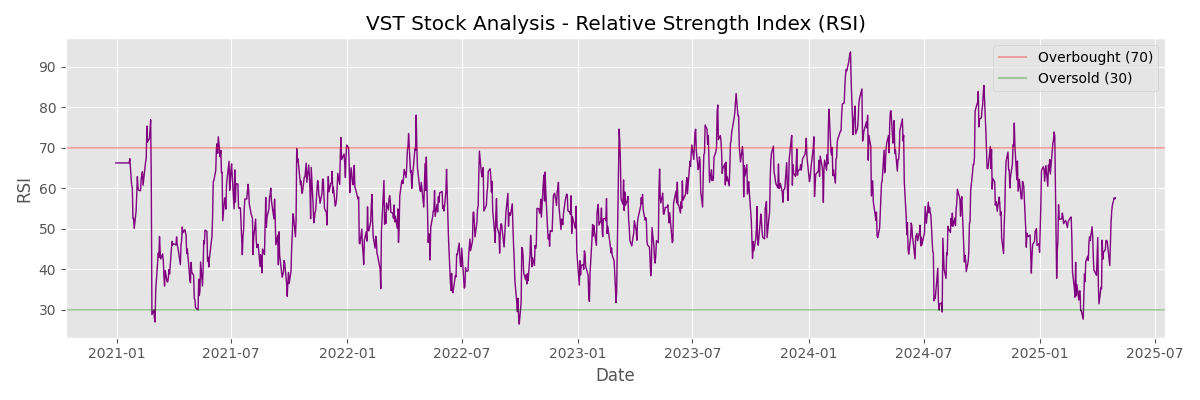 VST Stock Analysis - Relative Strength Index (RSI)
Overbought (70)
Oversold (30)
90
80
70
60
50
40
30
RSI
2021-01 2021-07 2022-01 2022-07 2023-01 2023-07 2024-01 2024-07 2025-01 2025-07
Date